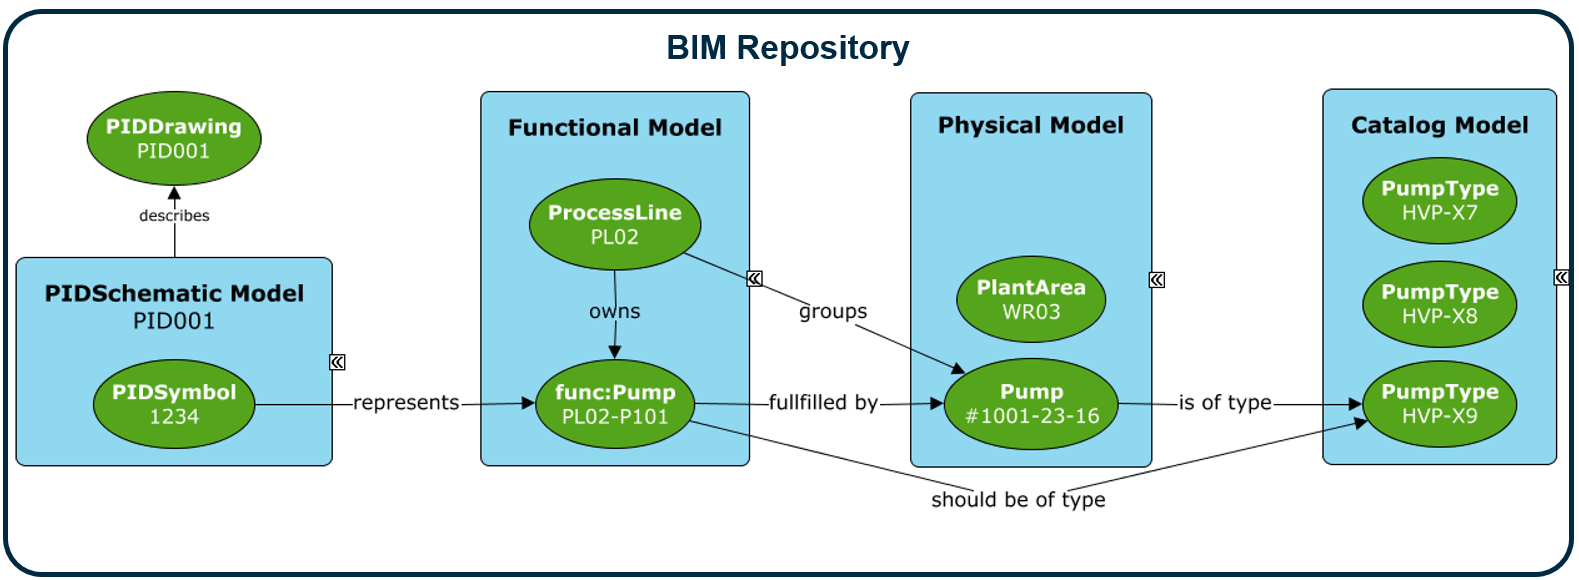 BIM Repository
PIDDrawing
PID001
describes
PIDSchematic Model
PID001
PIDSymbol
1234
represents
Functional Model
ProcessLine
PL02
owns
func:Pump
PL02-P101
groups
fullfilled by
should be of type
Physical Model
PlantArea
WR03
Pump
#1001-23-16
is of type
Catalog Model
PumpType
HVP-X7
PumpType
HVP-X8
PumpType
HVP-X9